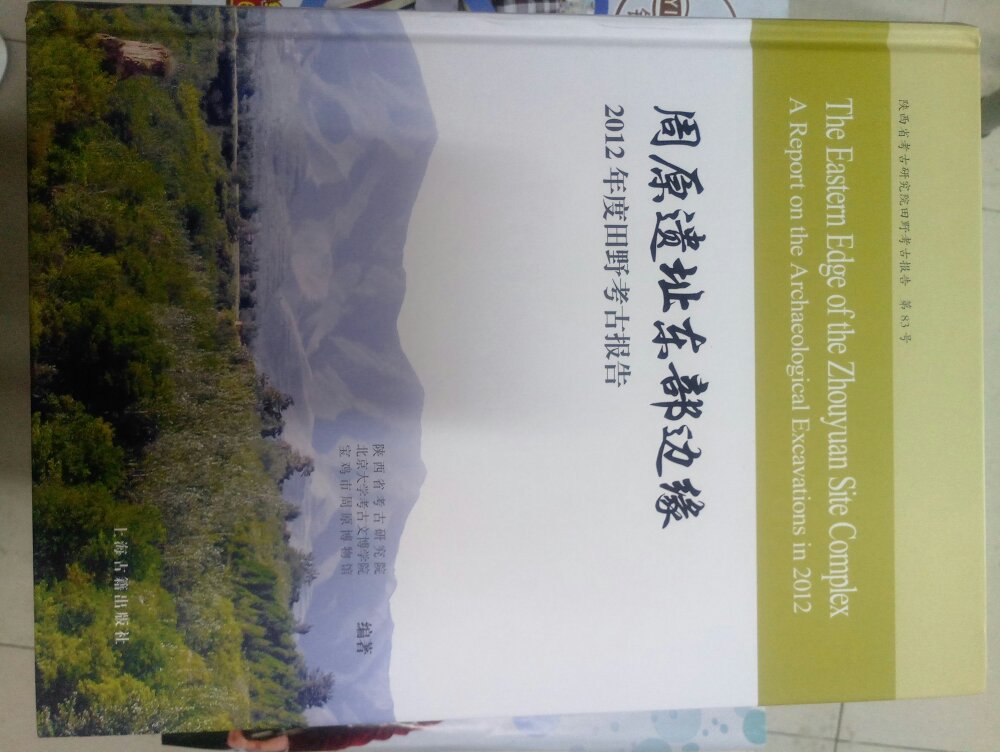 陕西省考古研究院田野考古报告 第83号
The Eastern Edge of the Zhouyuan Site Complex
A Report on the Archaeological Excavations in 2012
周原遗址东部边缘
2012年度田野考古报告
陕西省考古研究院
北京大学考古文博学院
宝鸡市周原博物馆
编著
上海古籍出版社